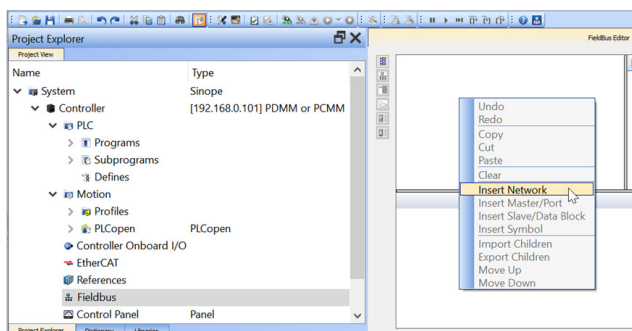 Project Explorer
FieldBus Editor
Project View
Name Type
System Sinope
Controller [192.168.0.101] PDMM or PCMM
PLC
Programs
Subprograms
Defines
Motion
Profiles
PLCopen PLCopen
Controller Onboard I/O
EtherCAT
References
Fieldbus
Control Panel Panel
Project Explorer Dictionary Libraries
Undo
Redo
Copy
Cut
Paste
Clear
Insert Network
Insert Master/Port
Insert Slave/Data Block
Insert Symbol
Import Children
Export Children
Move Up
Move Down